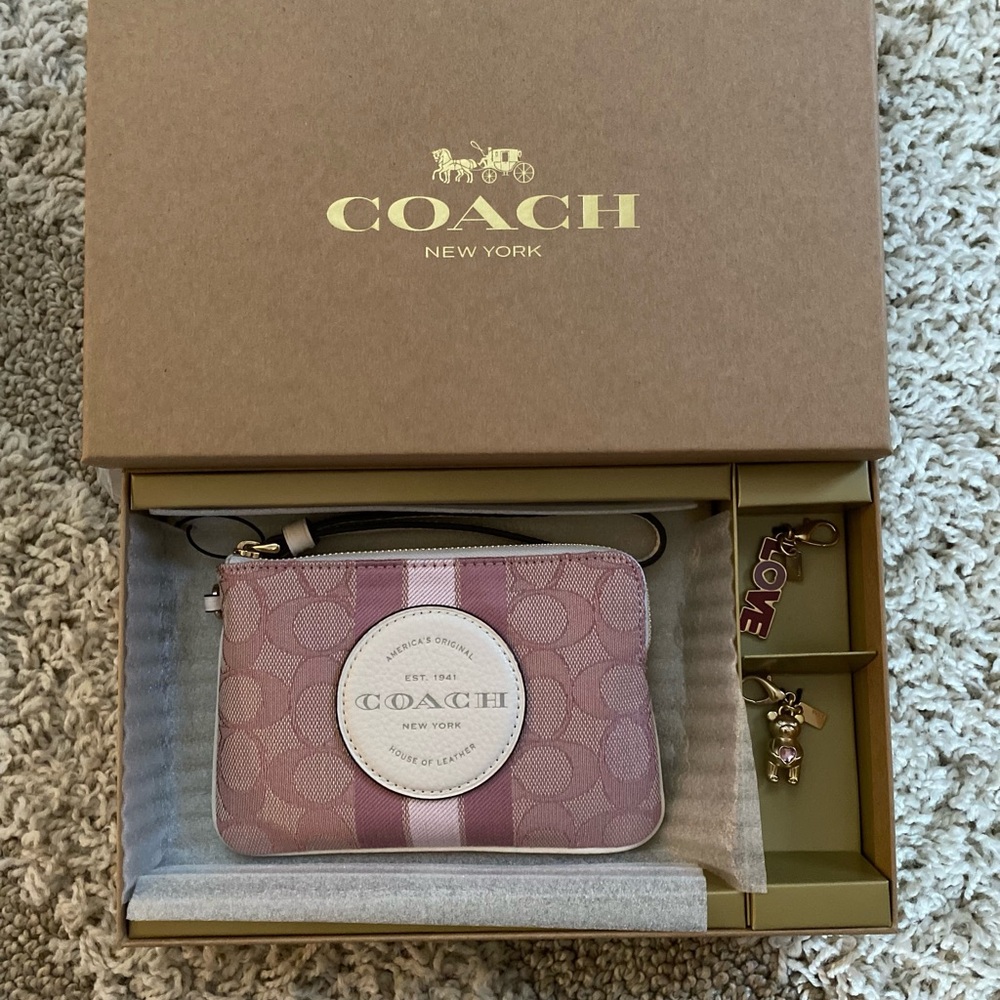 COACH
NEW YORK
AMERICA'S ORIGINAL
EST. 1941
COACH
NEW YORK
HOUSE OF LEATHER
LOVE